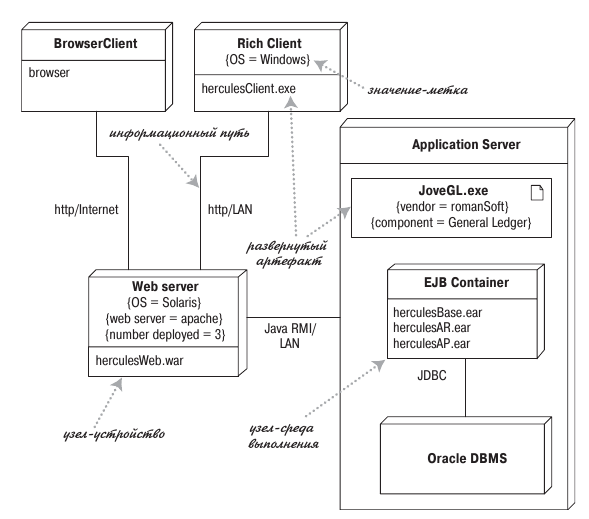 BrowserClient
browser
Rich Client
{OS = Windows}
herculesClient.exe
значение-метка
информационный путь
Application Server
JoveGL.exe
{vendor = romanSoft}
{component = General Ledger}
http/Internet
http/LAN
развернутый
артефакт
Web server
{OS = Solaris}
{web server = apache}
{number deployed = 3}
herculesWeb.war
Java RMI/
LAN
EJB Container
herculesBase.ear
herculesAR.ear
herculesAP.ear
JDBC
узел-устройство
узел-среда
выполнения
Oracle DBMS